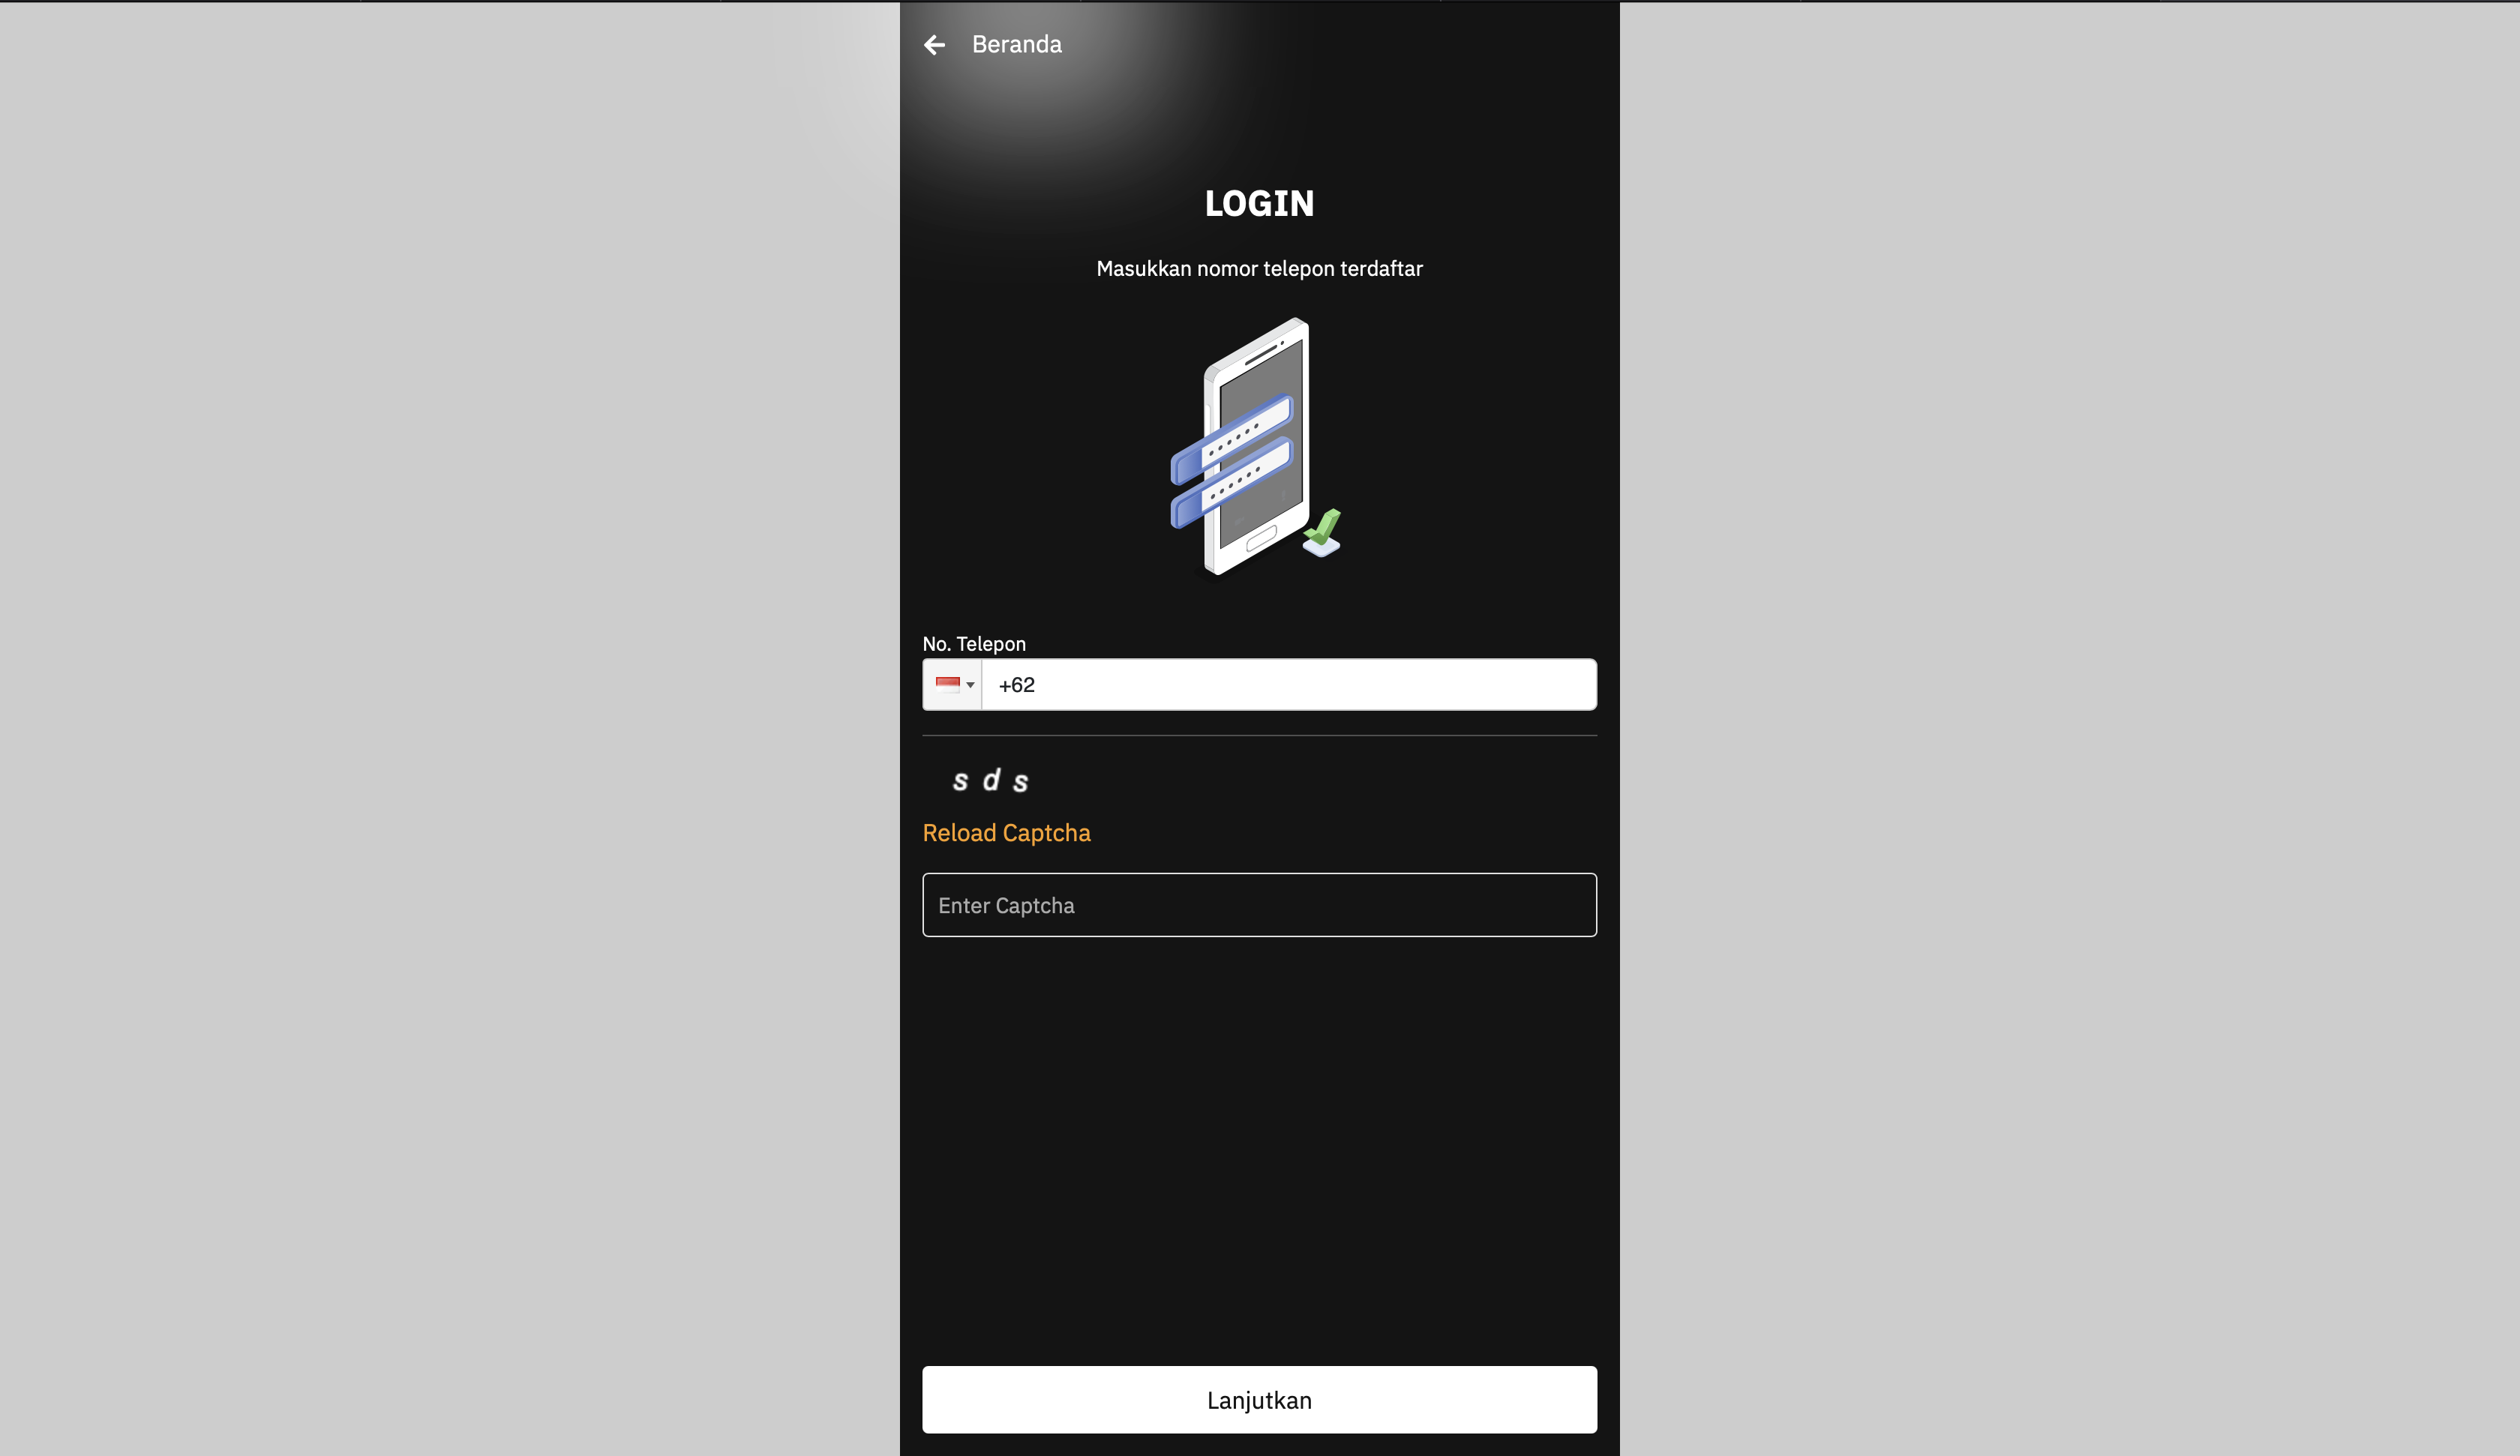 Beranda
LOGIN
Masukkan nomor telepon terdaftar
No. Telepon
+62
s d s
Reload Captcha
Enter Captcha
Lanjutkan